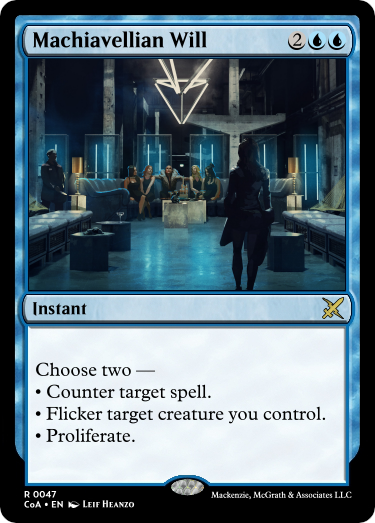 Machiavellian Will 2
Instant
Choose two —
• Counter target spell.
• Flicker target creature you control.
• Proliferate.
R 0047
CoA • EN Leif Heanzo
Mackenzie, McGrath & Associates LLC